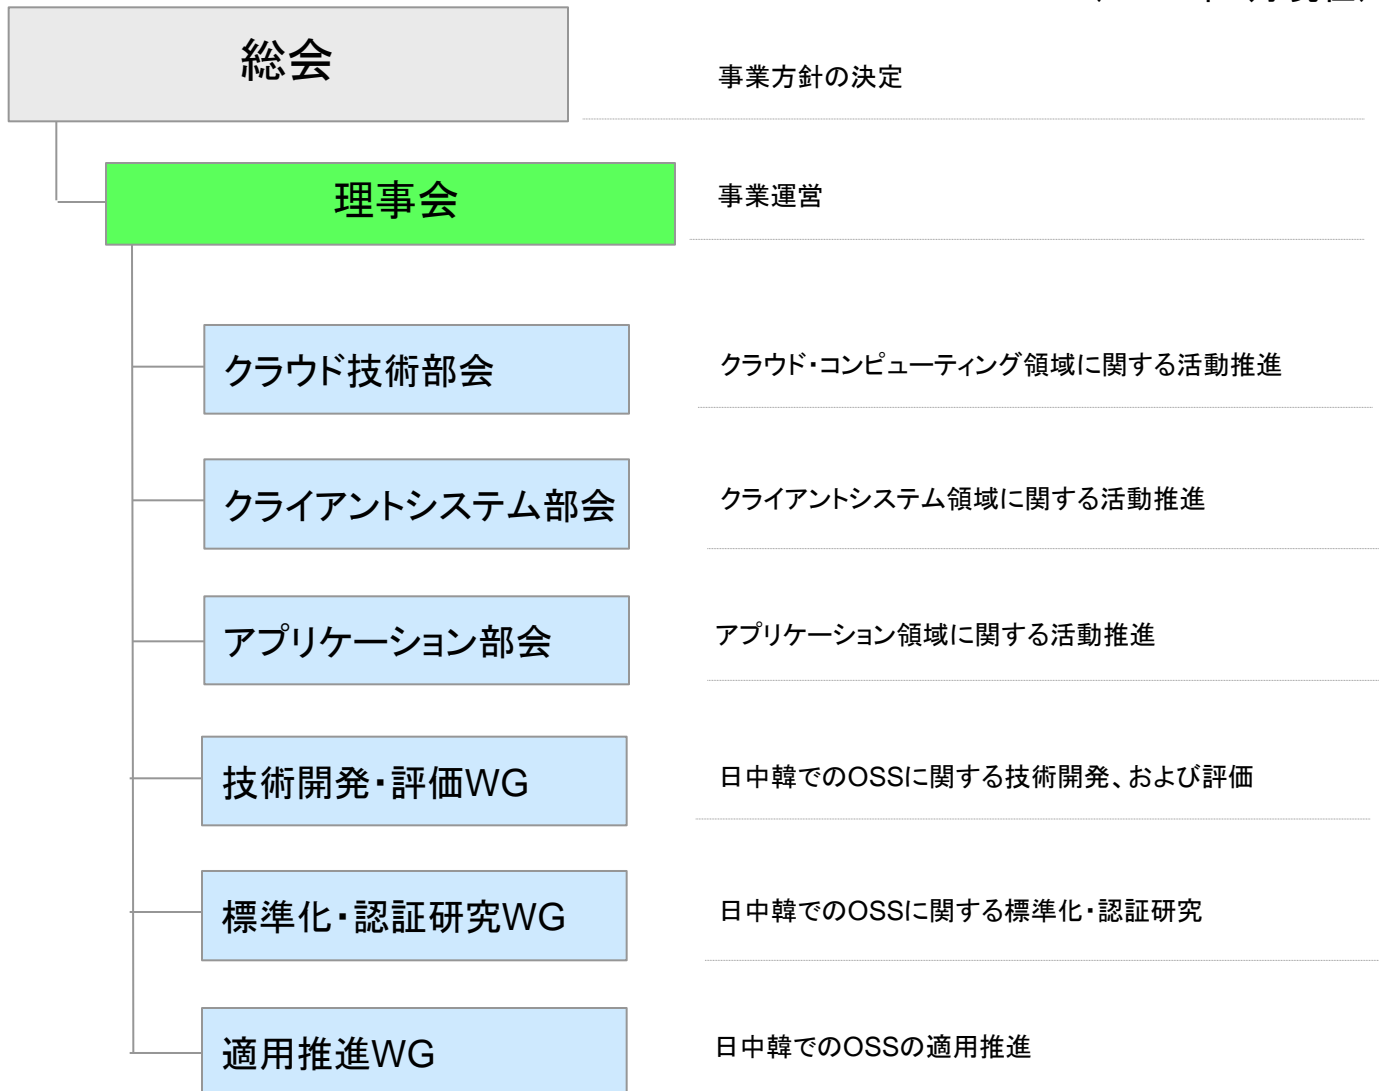 総会
事業方針の決定
理事会
事業運営
クラウド技術部会
クラウド・コンピューティング領域に関する活動推進
クライアントシステム部会
クライアントシステム領域に関する活動推進
アプリケーション部会
アプリケーション領域に関する活動推進
技術開発・評価WG
日中韓でのOSSに関する技術開発、および評価
標準化・認証研究WG
日中韓でのOSSに関する標準化・認証研究
適用推進WG
日中韓でのOSSの適用推進